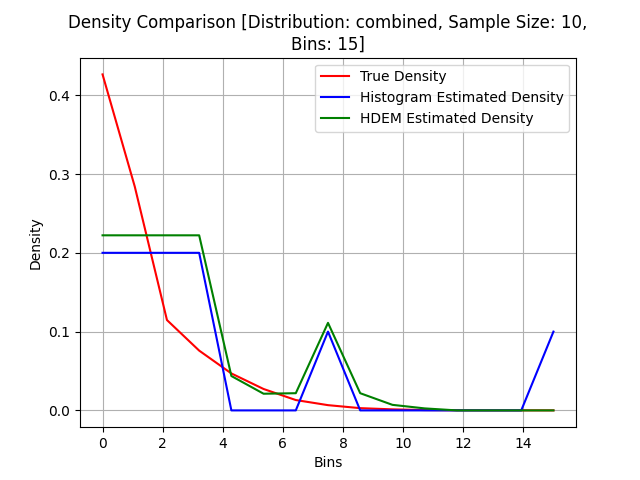 Density Comparison [Distribution: combined, Sample Size: 10,
Bins: 15]
True Density
Histogram Estimated Density
HDEM Estimated Density
Density
0.4
0.3
0.2
0.1
0.0
0 2 4 6 8 10 12 14
Bins